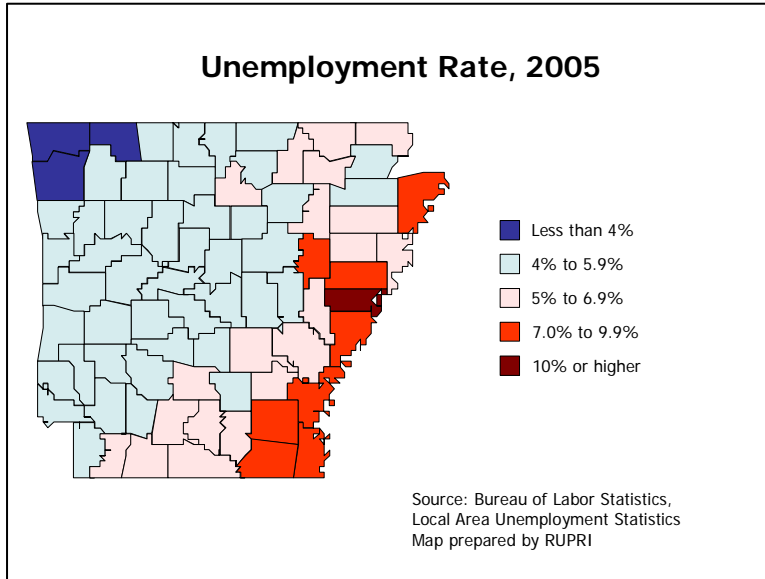 Unemployment Rate, 2005
Less than 4%
4% to 5.9%
5% to 6.9%
7.0% to 9.9%
10% or higher
Source: Bureau of Labor Statistics,
Local Area Unemployment Statistics
Map prepared by RUPRI